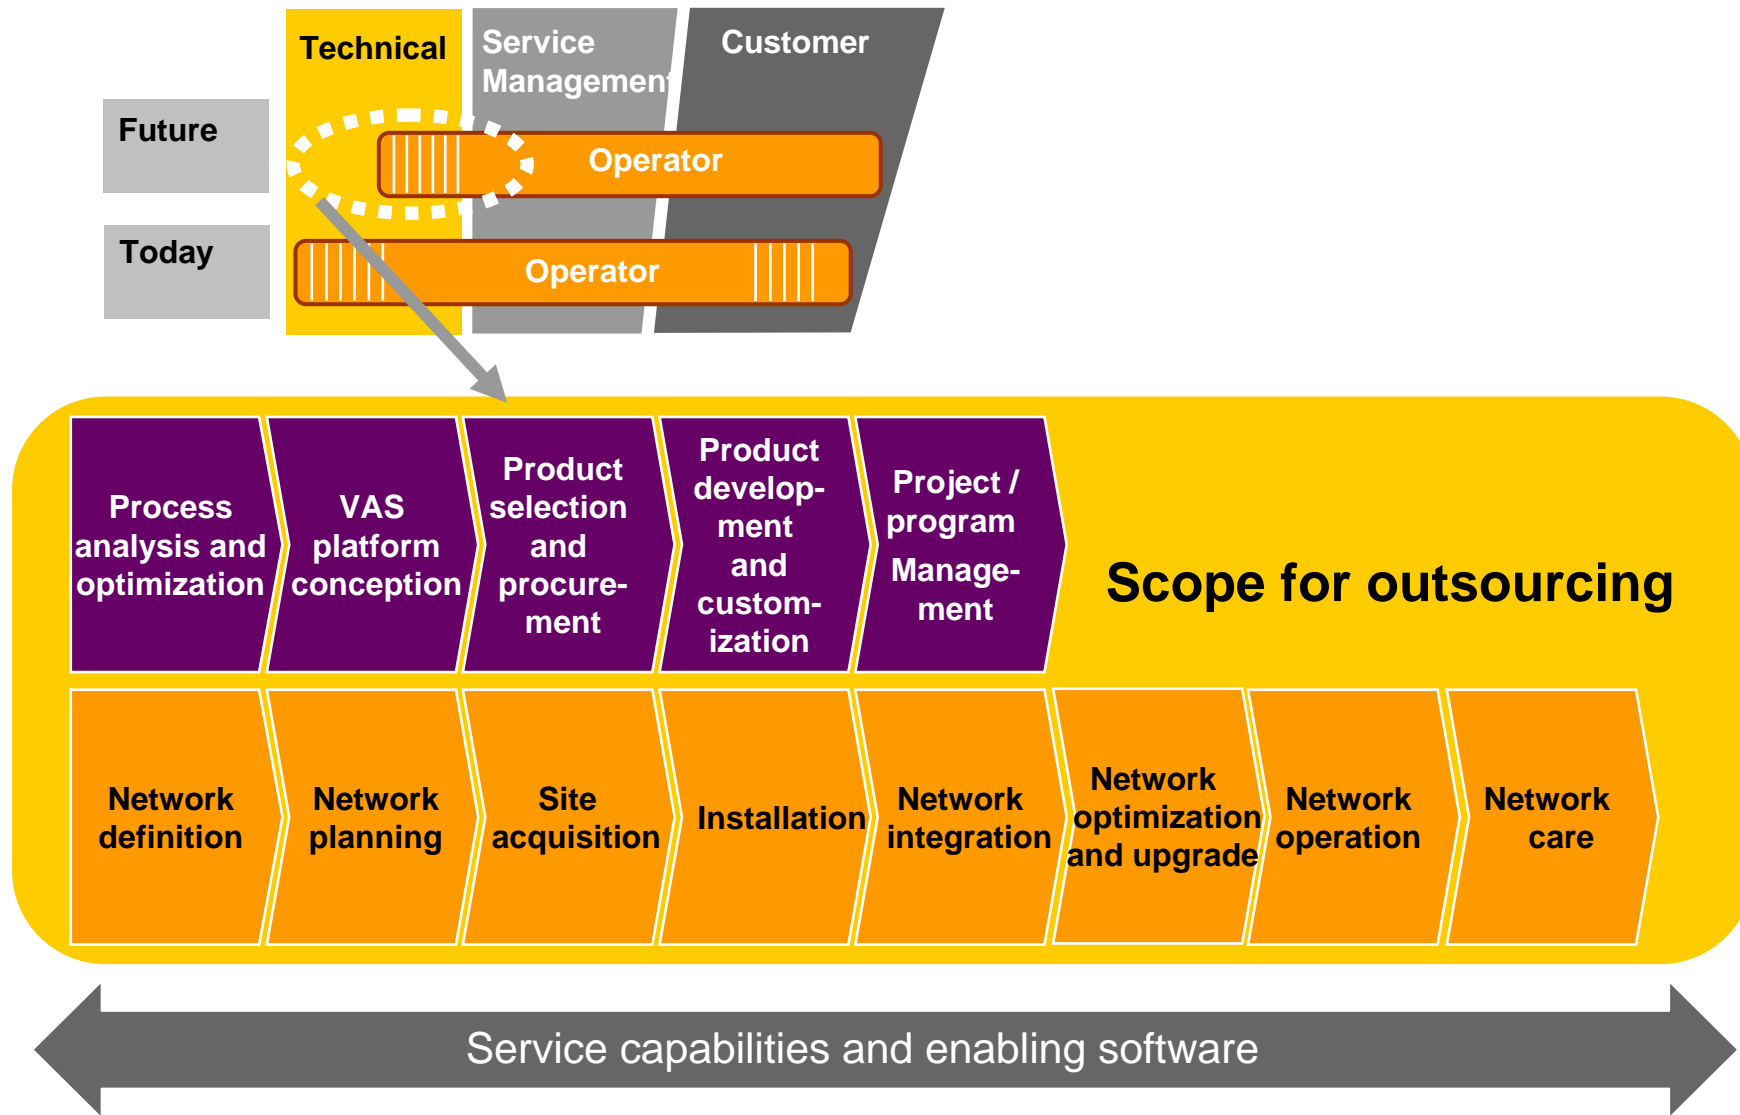 Technical
Service
Management
Customer
Future
Operator
Today
Operator
Process
analysis and
optimization
VAS
platform
conception
Product
selection
and
procure-
ment
Product
develop-
ment
and
custom-
ization
Project /
program
Manage-
ment
Scope for outsourcing
Network
definition
Network
planning
Site
acquisition
Installation
Network
integration
Network
optimization
and upgrade
Network
operation
Network
care
Service capabilities and enabling software